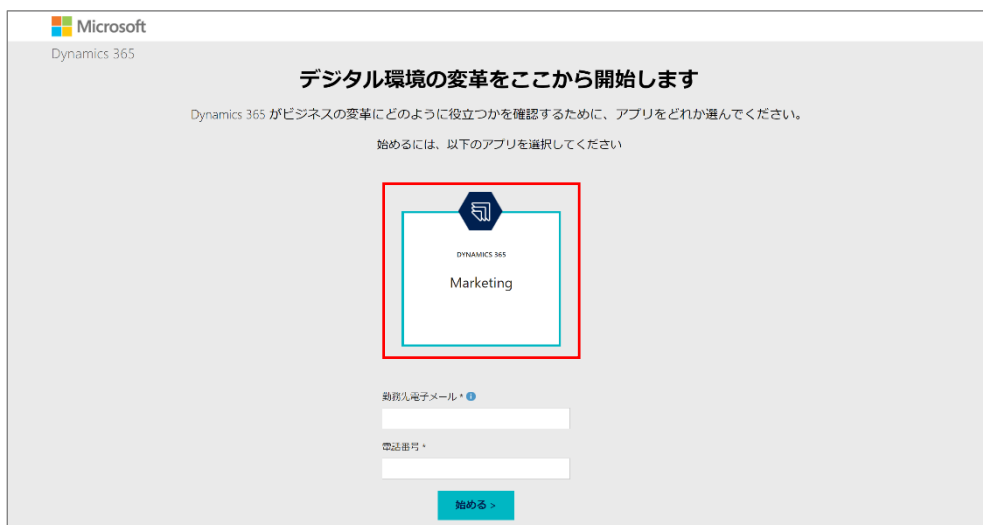 Microsoft
Dynamics 365
デジタル環境の変革をここから開始します
Dynamics 365 がビジネスの変革にどのように役立つかを確認するために、アプリをどれか選んでください。
始めるには、以下のアプリを選択してください
DYNAMICS 365
Marketing
勤務先電子メール *
電話番号 *
始める >